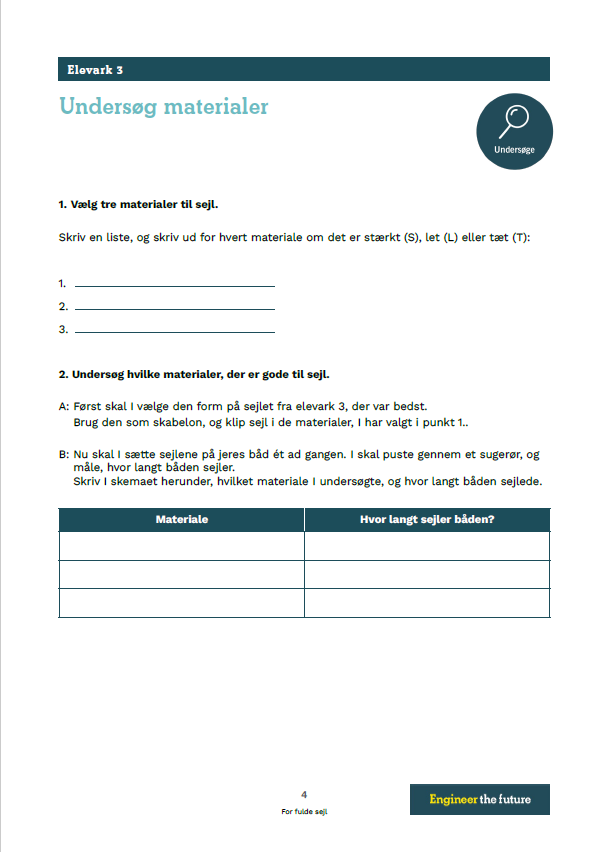 Elevark 3
Undersøg materialer
Undersøge
1. Vælg tre materialer til sejl.
Skriv en liste, og skriv ud for hvert materiale om det er stærkt (S), let (L) eller tæt (T):
1.
2.
3.
2. Undersøg hvilke materialer, der er gode til sejl.
A: Først skal I vælge den form på sejlet fra elevark 3, der var bedst.
Brug den som skabelon, og klip sejl i de materialer, I har valgt i punkt 1..
B: Nu skal I sætte sejlene på jeres båd ét ad gangen. I skal puste gennem et sugerør, og
måle, hvor langt båden sejler.
Skriv I skemaet herunder, hvilket materiale I undersøgte, og hvor langt båden sejlede.
Materiale Hvor langt sejler båden?
4
For fulde sejl
Engineer the future